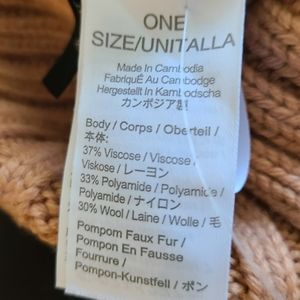 ONE
SIZE/UNITALLA
Made In Cambodia
FabriquÉ Au Cambodge
Hergestellt In Kambodscha
カンボジア製
Body / Corps / Oberteil /
本体:
37% Viscose / Viscose /
Viskose / レーヨン
33% Polyamide / Polyamide /
Polyamide / ナイロン
30% Wool / Laine / Wolle / 毛
Pompom Faux Fur /
Pompon En Fausse
Fourrure /
Pompon-Kunstfell / ポン